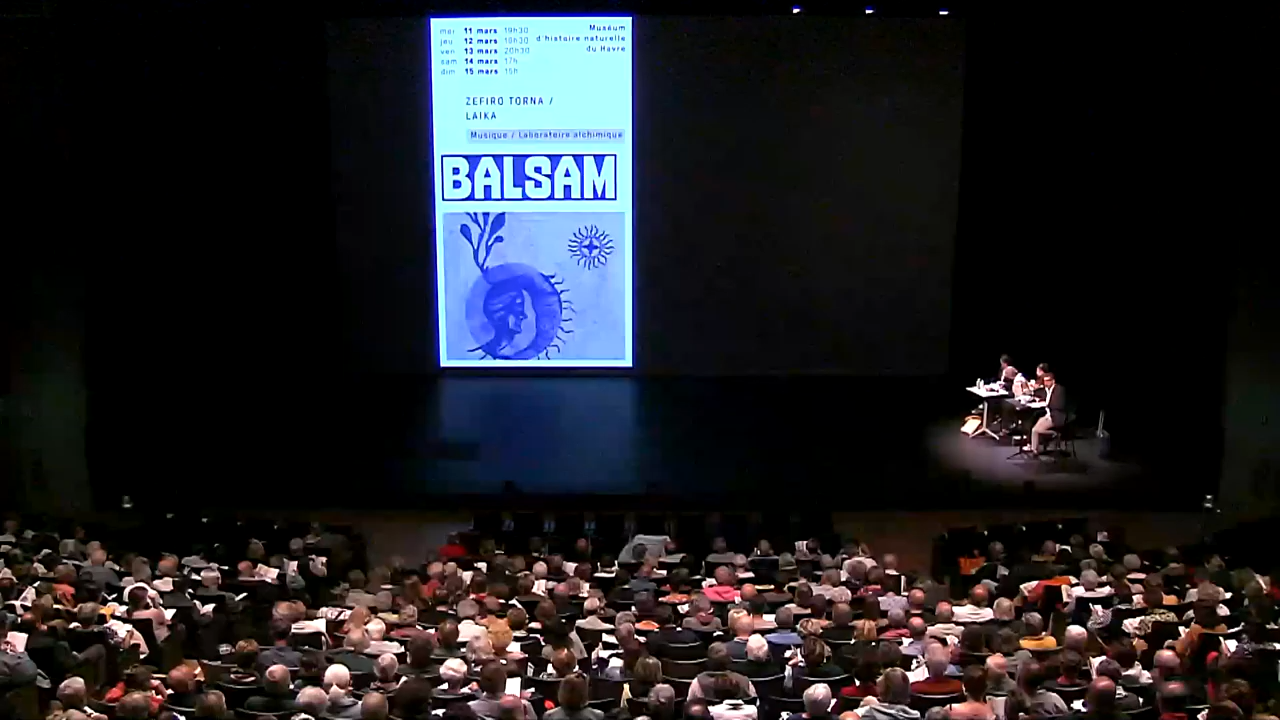 mer 11 mars 19h30
jeu 12 mars 19h30
ven 13 mars 20h30
sam 14 mars 17h
dim 15 mars 15h
Muséum
d'histoire naturelle
du Havre
ZEFIRO TORNA /
LAIKA
Musique / Laboratoire alchimique
BALSAM